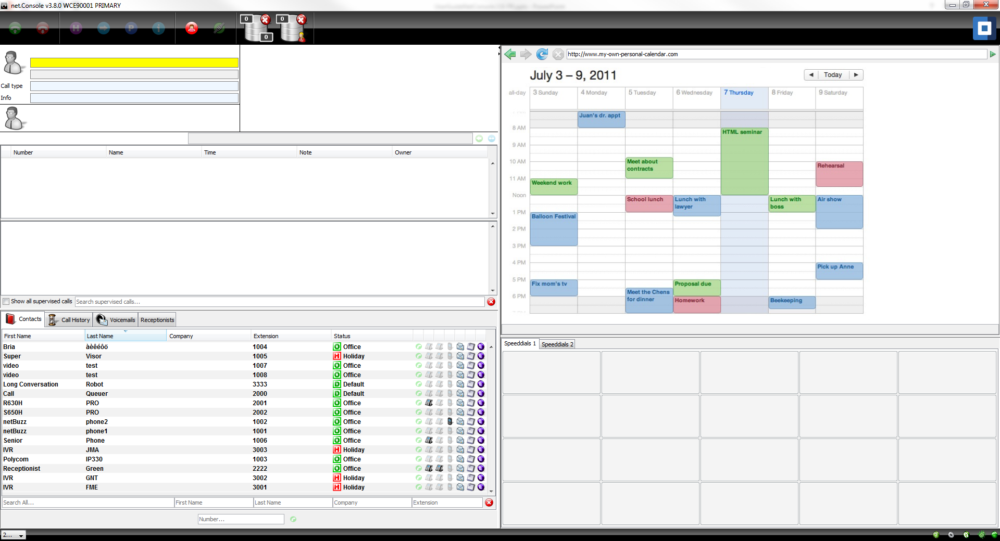 net.Console v3.8.0 WCE90001 PRIMARY
H
P
i
0
0
0
Call type
Info
Number Name Time Note Owner
Show all supervised calls Search supervised calls...
Contacts Call History Voicemails Receptionists
First Name Last Name Company Extension Status
Bria àèêéôö 1004 O Office
Super Visor 1005 H Holiday
video test 1007 O Office
video test 1008 O Office
Long Conversation Robot 3333 D Default
Call Queuer 2000 D Default
R630H PRO 2001 O Office
S650H PRO 2002 O Office
netBuzz phone2 1002 O Office
netBuzz phone1 1001 O Office
Senior Phone 1006 O Office
IVR JMA 3003 H Holiday
Polycom IP330 1003 O Office
Receptionist Green 2222 O Office
IVR GNT 3002 H Holiday
IVR FME 3001 H Holiday
Search All... First Name Last Name Company Extension
Number...
2...
http://www.my-own-personal-calendar.com
July 3 – 9, 2011
Today
all-day 3 Sunday 4 Monday 5 Tuesday 6 Wednesday 7 Thursday 8 Friday 9 Saturday
Juan's dr. appt
8 AM
HTML seminar
9 AM
10 AM
Meet about
contracts
Rehearsal
11 AM
Weekend work
Noon
School lunch
Lunch with
lawyer
Lunch with
boss
Air show
1 PM
Balloon Festival
2 PM
3 PM
4 PM
Pick up Anne
5 PM
Fix mom's tv
Proposal due
Meet the Chens
for dinner
6 PM
Homework
Beekeeping
Speeddials 1 Speeddials 2